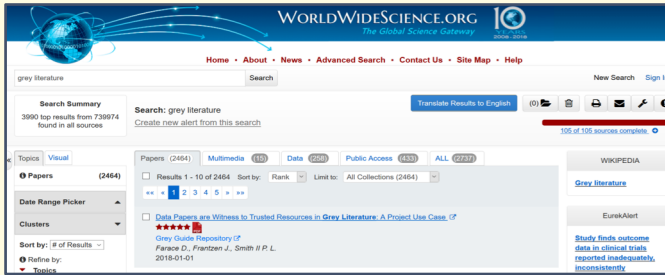 WORLDWIDESCIENCE.ORG
The Global Science Gateway
10
YEARS
2006-2016
Home • About • News • Advanced Search • Contact Us • Site Map • Help
grey literature
Search
New Search
Sign I
Search Summary
3990 top results from 739974
found in all sources
Search: grey literature
Create new alert from this search
Translate Results to English
(0)
105 of 105 sources complete.
«
Topics
Visual
Papers (2464)
Date Range Picker
Clusters
Sort by: # of Results
Refine by:
Topics
Papers (2464)
Multimedia (15)
Data (258)
Public Access (433)
ALL (2737)
Results 1 - 10 of 2464 Sort by: Rank Limit to: All Collections (2464)
«« « 1 2 3 4 5 » »»
Data Papers are Witness to Trusted Resources in Grey Literature: A Project Use Case
Grey Guide Repository
Farace D., Frantzen J., Smith II P. L.
2018-01-01
WIKIPEDIA
Grey literature
EurekAlert
Study finds outcome
data in clinical trials
reported inadequately,
inconsistently